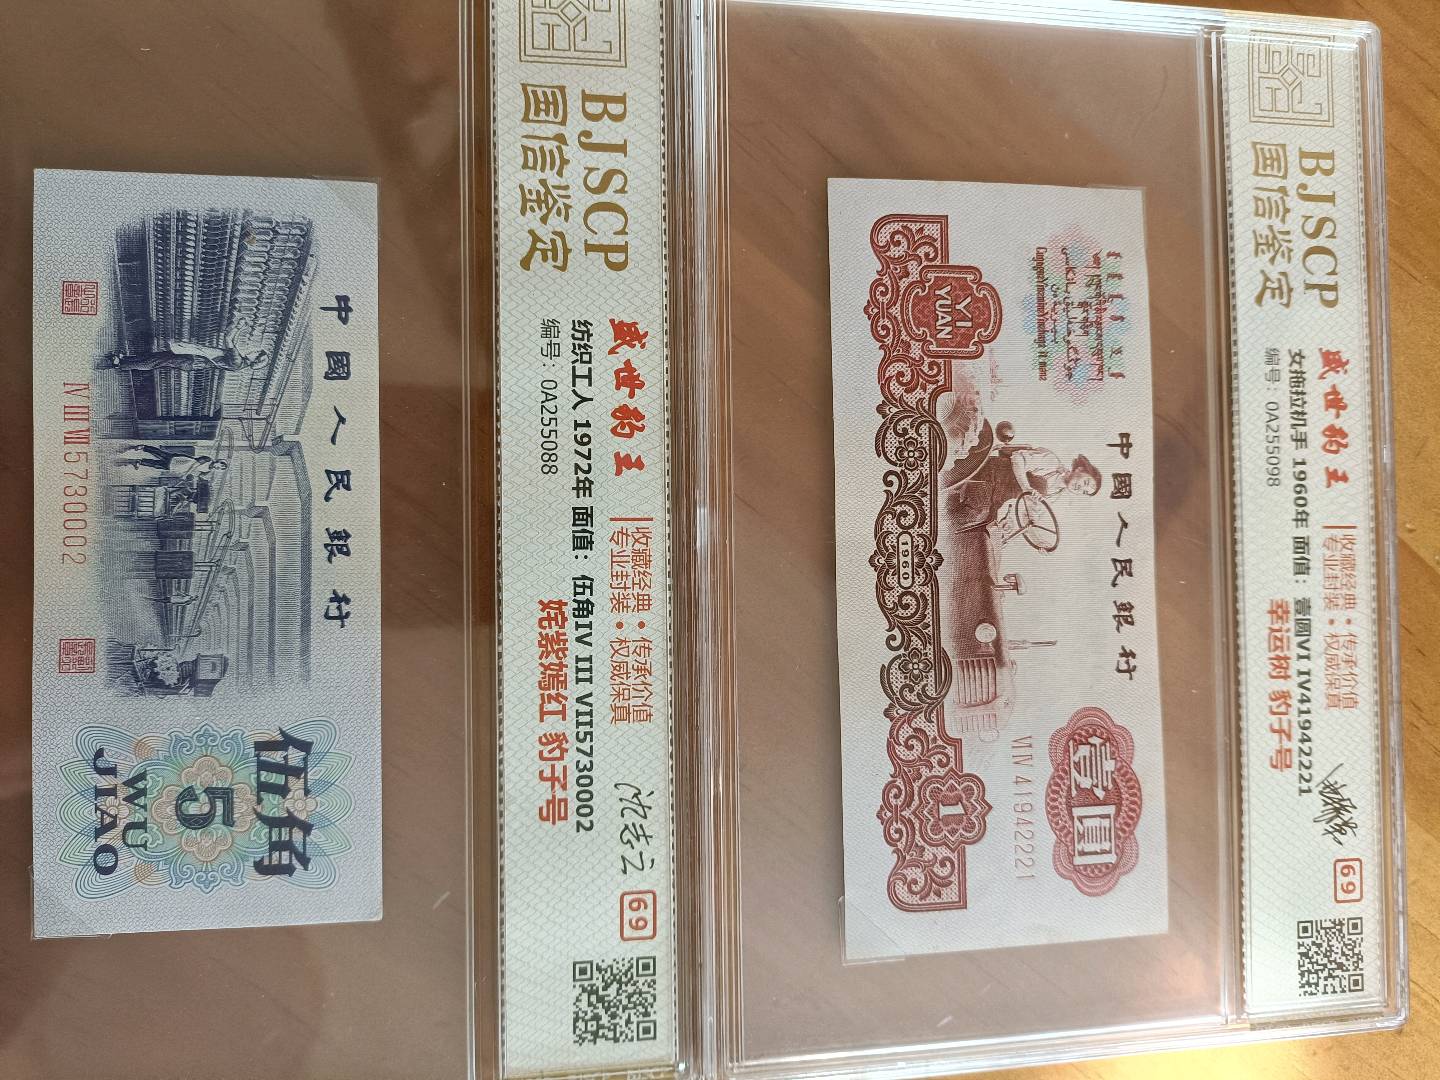 BJSCP
国信鉴定
盛世豹王
收藏经典·传承价值
专业封装·权威保真
纺织工人 1972年 面值：伍角IV III VII5730002
编号：0A255088
姹紫嫣红 豹子号
69
中國人民銀行
IV III VII 5730002
伍角
5
WU
JIAO
BJSCP
国信鉴定
盛世豹王
收藏经典·传承价值
专业封装·权威保真
女拖拉机手 1960年 面值：壹圆VI IV41942221
编号：0A255098
幸运树 豹子号
69
中國人民銀行
YI
YUAN
1960
VI IV 41942221
壹圓
1